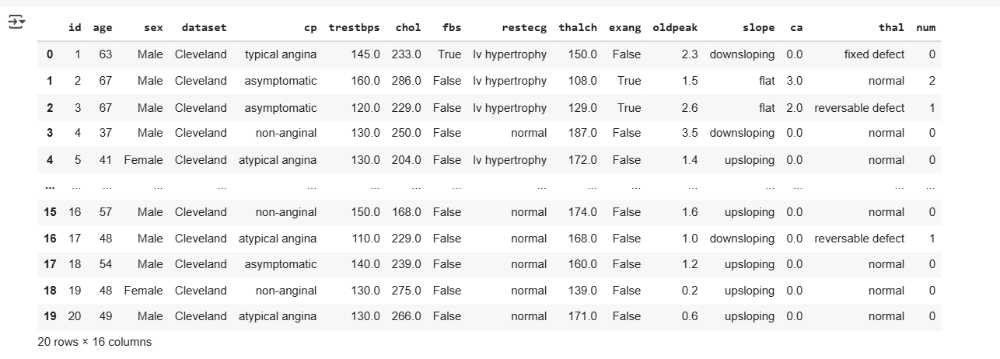 id age sex dataset cp trestbps chol fbs restecg thalch exang oldpeak slope ca thal num
0 1 63 Male Cleveland typical angina 145.0 233.0 True lv hypertrophy 150.0 False 2.3 downsloping 0.0 fixed defect 0
1 2 67 Male Cleveland asymptomatic 160.0 286.0 False lv hypertrophy 108.0 True 1.5 flat 3.0 normal 2
2 3 67 Male Cleveland asymptomatic 120.0 229.0 False lv hypertrophy 129.0 True 2.6 flat 2.0 reversable defect 1
3 4 37 Male Cleveland non-anginal 130.0 250.0 False normal 187.0 False 3.5 downsloping 0.0 normal 0
4 5 41 Female Cleveland atypical angina 130.0 204.0 False lv hypertrophy 172.0 False 1.4 upsloping 0.0 normal 0
... ... ... ... ... ... ... ... ... ... ... ... ... ... ... ... ...
15 16 57 Male Cleveland non-anginal 150.0 168.0 False normal 174.0 False 1.6 upsloping 0.0 normal 0
16 17 48 Male Cleveland atypical angina 110.0 229.0 False normal 168.0 False 1.0 downsloping 0.0 reversable defect 1
17 18 54 Male Cleveland asymptomatic 140.0 239.0 False normal 160.0 False 1.2 upsloping 0.0 normal 0
18 19 48 Female Cleveland non-anginal 130.0 275.0 False normal 139.0 False 0.2 upsloping 0.0 normal 0
19 20 49 Male Cleveland atypical angina 130.0 266.0 False normal 171.0 False 0.6 upsloping 0.0 normal 0
20 rows × 16 columns